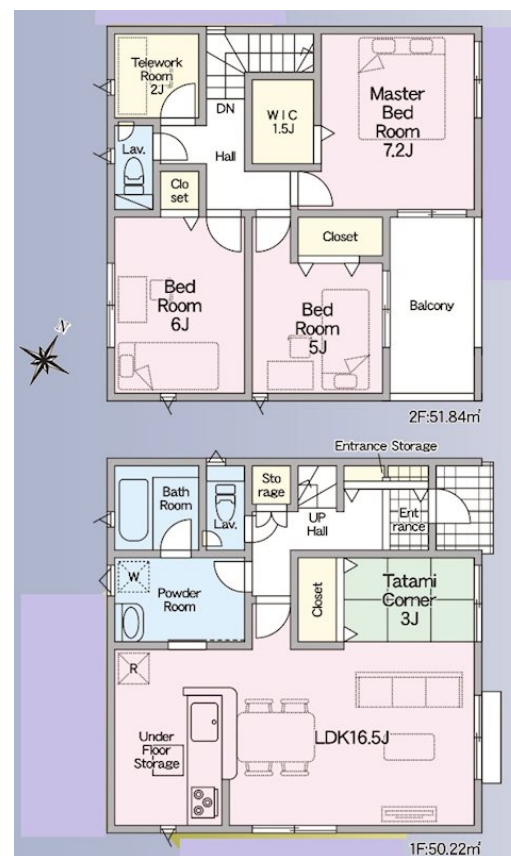 Telework
Room
2J
DN
WIC
1.5J
Master
Bed
Room
7.2J
Lav.
Hall
Clo
set
Closet
Bed
Room
6J
Bed
Room
5J
Balcony
N
2F:51.84㎡
Entrance Storage
Bath
Room
Lav.
Sto
rage
UP
Hall
Ent
rance
W
Powder
Room
Closet
Tatami
Corner
3J
R
Under
Floor
Storage
LDK16.5J
1F:50.22㎡